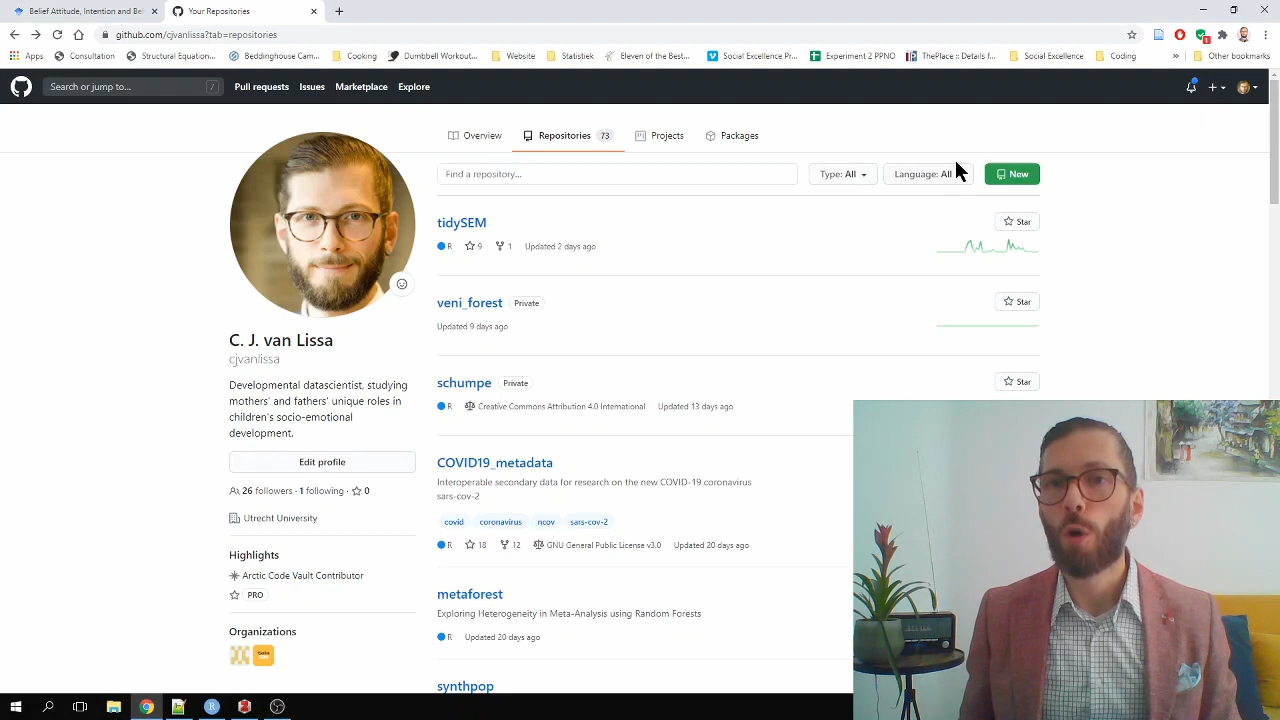 Belief Attitude, Intention and Bel
Your Repositories
github.com/cjvanlissa?tab=repositories
Apps
Consultation
Structural Equation...
Beddinghouse Cam...
Cooking
Dumbbell Workout...
Website
Statistiek
Eleven of the Best...
Social Excellence Pr...
Experiment 2 PPNO
ThePlace :: Details f...
Social Excellence
Coding
»
Other bookmarks
Search or jump to...
/
Pull requests
Issues
Marketplace
Explore
Overview
Repositories 73
Projects
Packages
Find a repository...
Type: All
Language: All
New
tidySEM
Star
R 9 1 Updated 2 days ago
veni_forest Private
Star
Updated 9 days ago
schumpe Private
Star
R Creative Commons Attribution 4.0 International Updated 13 days ago
COVID19_metadata
Interoperable secondary data for research on the new COVID-19 coronavirus
sars-cov-2
covid coronavirus ncov sars-cov-2
R 18 12 GNU General Public License v3.0 Updated 20 days ago
metaforest
Exploring Heterogeneity in Meta-Analysis using Random Forests
R Updated 20 days ago
synthpop
C. J. van Lissa
cjvanlissa
Developmental datascientist, studying
mothers' and fathers' unique roles in
children's socio-emotional
development.
Edit profile
26 followers · 1 following · 0
Utrecht University
Highlights
Arctic Code Vault Contributor
PRO
Organizations